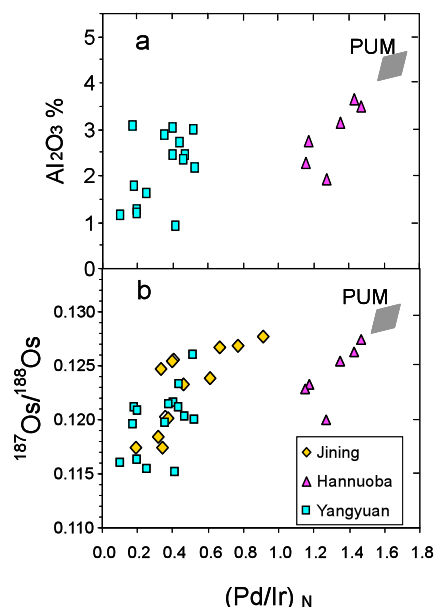 a
PUM
5
4
3
2
1
0
Al2O3 %
b
PUM
0.130
0.125
0.120
0.115
0.110
187Os/188Os
Jining
Hannuoba
Yangyuan
0.0 0.2 0.4 0.6 0.8 1.0 1.2 1.4 1.6 1.8
(Pd/Ir) N